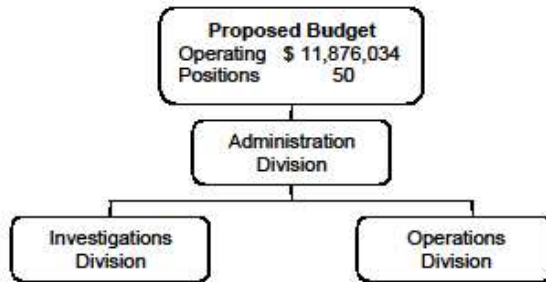 Proposed Budget
Operating $ 11,876,034
Positions 50
Administration
Division
Investigations
Division
Operations
Division